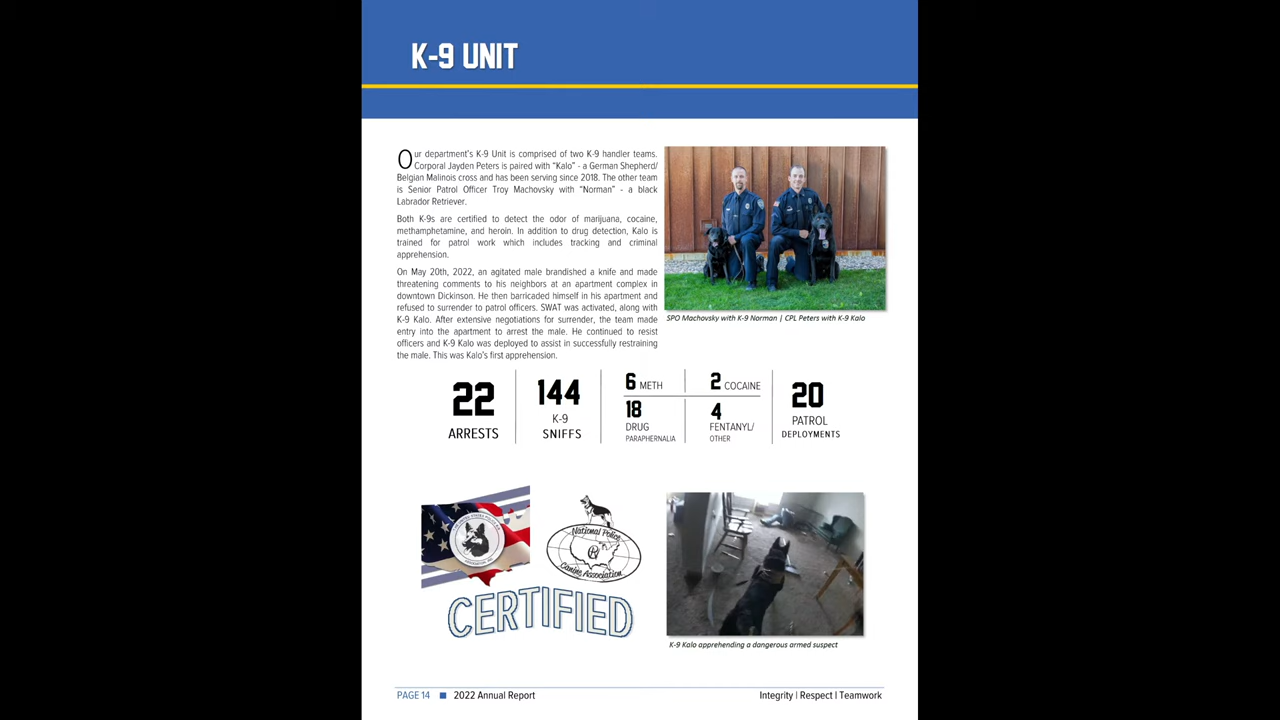 K-9 UNIT
Our department's K-9 Unit is comprised of two K-9 handler teams.
Corporal Jayden Peters is paired with "Kalo" - a German Shepherd/
Belgian Malinois cross and has been serving since 2018. The other team
is Senior Patrol Officer Troy Machovsky with "Norman" - a black
Labrador Retriever.
Both K-9s are certified to detect the odor of marijuana, cocaine,
methamphetamine, and heroin. In addition to drug detection, Kalo is
trained for patrol work which includes tracking and criminal
apprehension.
On May 20th, 2022, an agitated male brandished a knife and made
threatening comments to his neighbors at an apartment complex in
downtown Dickinson. He then barricaded himself in his apartment and
refused to surrender to patrol officers. SWAT was activated, along with
K-9 Kalo. After extensive negotiations for surrender, the team made
entry into the apartment to arrest the male. He continued to resist
officers and K-9 Kalo was deployed to assist in successfully restraining
the male. This was Kalo's first apprehension.
SPO Machovsky with K-9 Norman | CPL Peters with K-9 Kalo
22
ARRESTS
144
K-9
SNIFFS
6 METH
2 COCAINE
18
DRUG
PARAPHERNALIA
4
FENTANYL/
OTHER
20
PATROL
DEPLOYMENTS
National Police
Canine Association
CERTIFIED
K-9 Kalo apprehending a dangerous armed suspect
PAGE 14 ■ 2022 Annual Report
Integrity | Respect | Teamwork